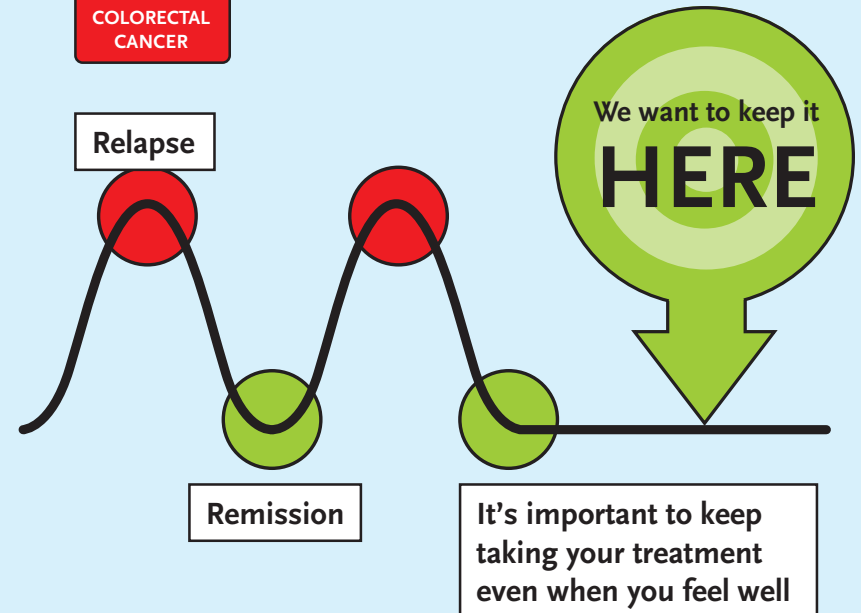 COLORECTAL
CANCER
Relapse
We want to keep it
HERE
Remission
It's important to keep
taking your treatment
even when you feel well